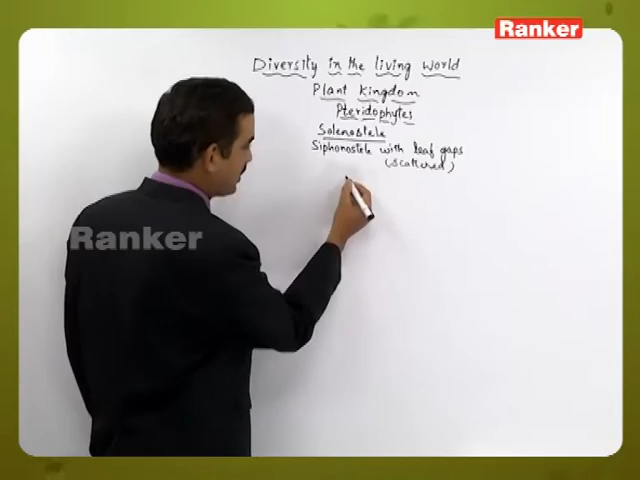 Ranker
Diversity in the living world
Plant Kingdom
Pteridophytes
Solenostele
Siphonostele with leaf gaps
(scattered)
Ranker